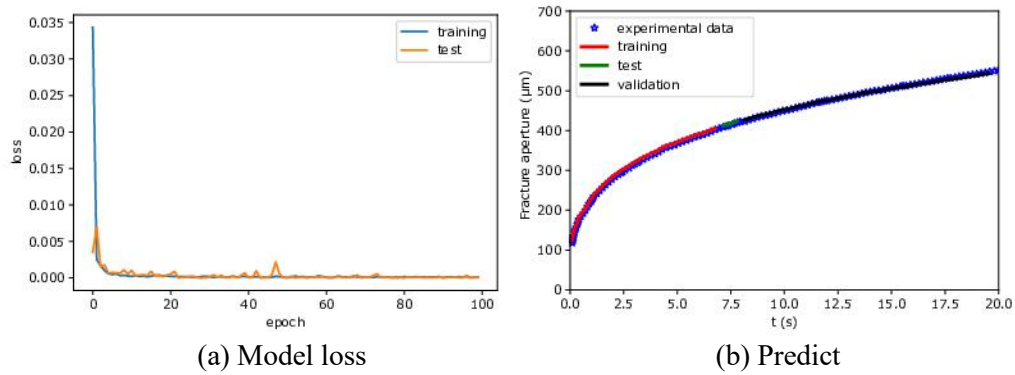 0.035
0.030
0.025
0.020
0.015
0.010
0.005
0.000
loss
0 20 40 60 80 100
epoch
training
test
(a) Model loss
700
600
500
400
300
200
100
0
Fracture aperture (μm)
0.0 2.5 5.0 7.5 10.0 12.5 15.0 17.5 20.0
t (s)
experimental data
training
test
validation
(b) Predict